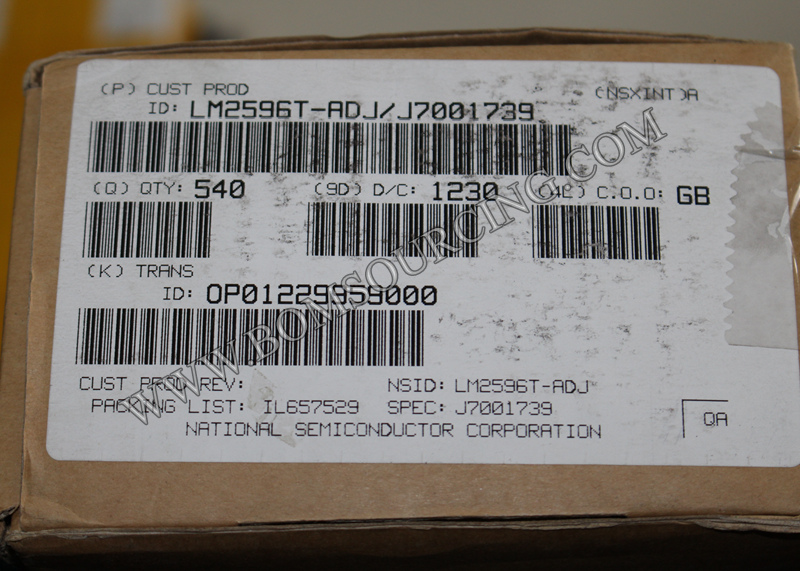 (P) CUST PROD
(NSXINT)A
ID: LM2596T-ADJ/J7001739
(Q) QTY: 540 (9D) D/C: 1230 (4L) C.O.O: GB
(K) TRANS
ID: OP01229959000
CUST PROD REV: NSID: LM2596T-ADJ
PACKING LIST: IL657529 SPEC: J7001739
QA
NATIONAL SEMICONDUCTOR CORPORATION
WWW.BOMSOURCING.COM